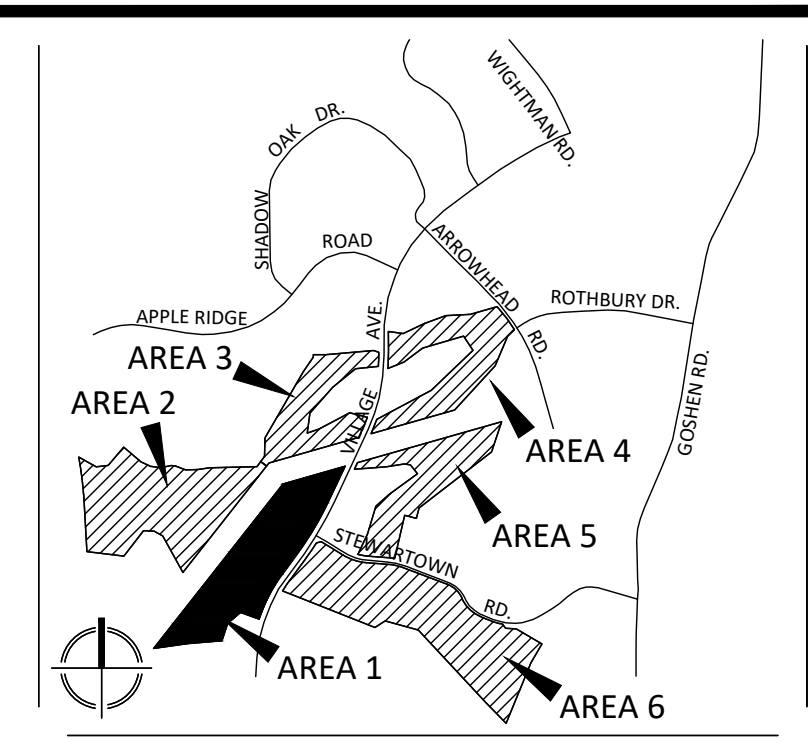 WIGHTMAN RD.
SHADOW OAK DR.
ARROWHEAD RD.
APPLE RIDGE ROAD
ROTHBURY DR.
VILLAGE AVE.
GOSHEN RD.
AREA 3
AREA 2
AREA 4
AREA 5
STEWARTOWN RD.
AREA 1
AREA 6